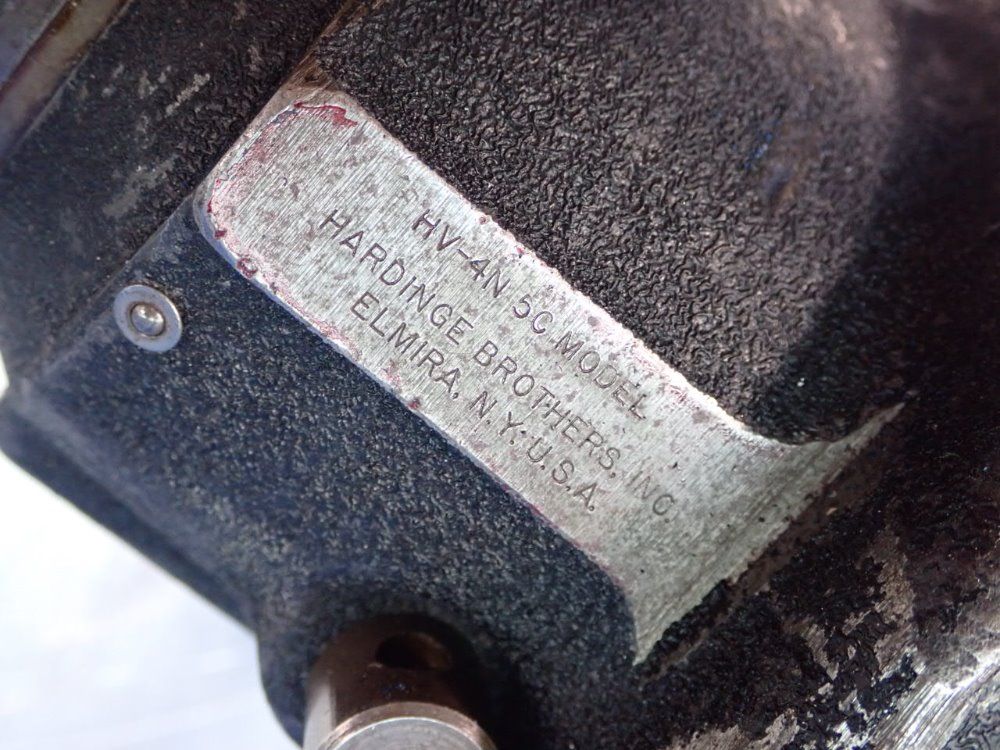 HV-4N 5C MODEL
HARDINGE BROTHERS, INC.
ELMIRA, N.Y. U.S.A.